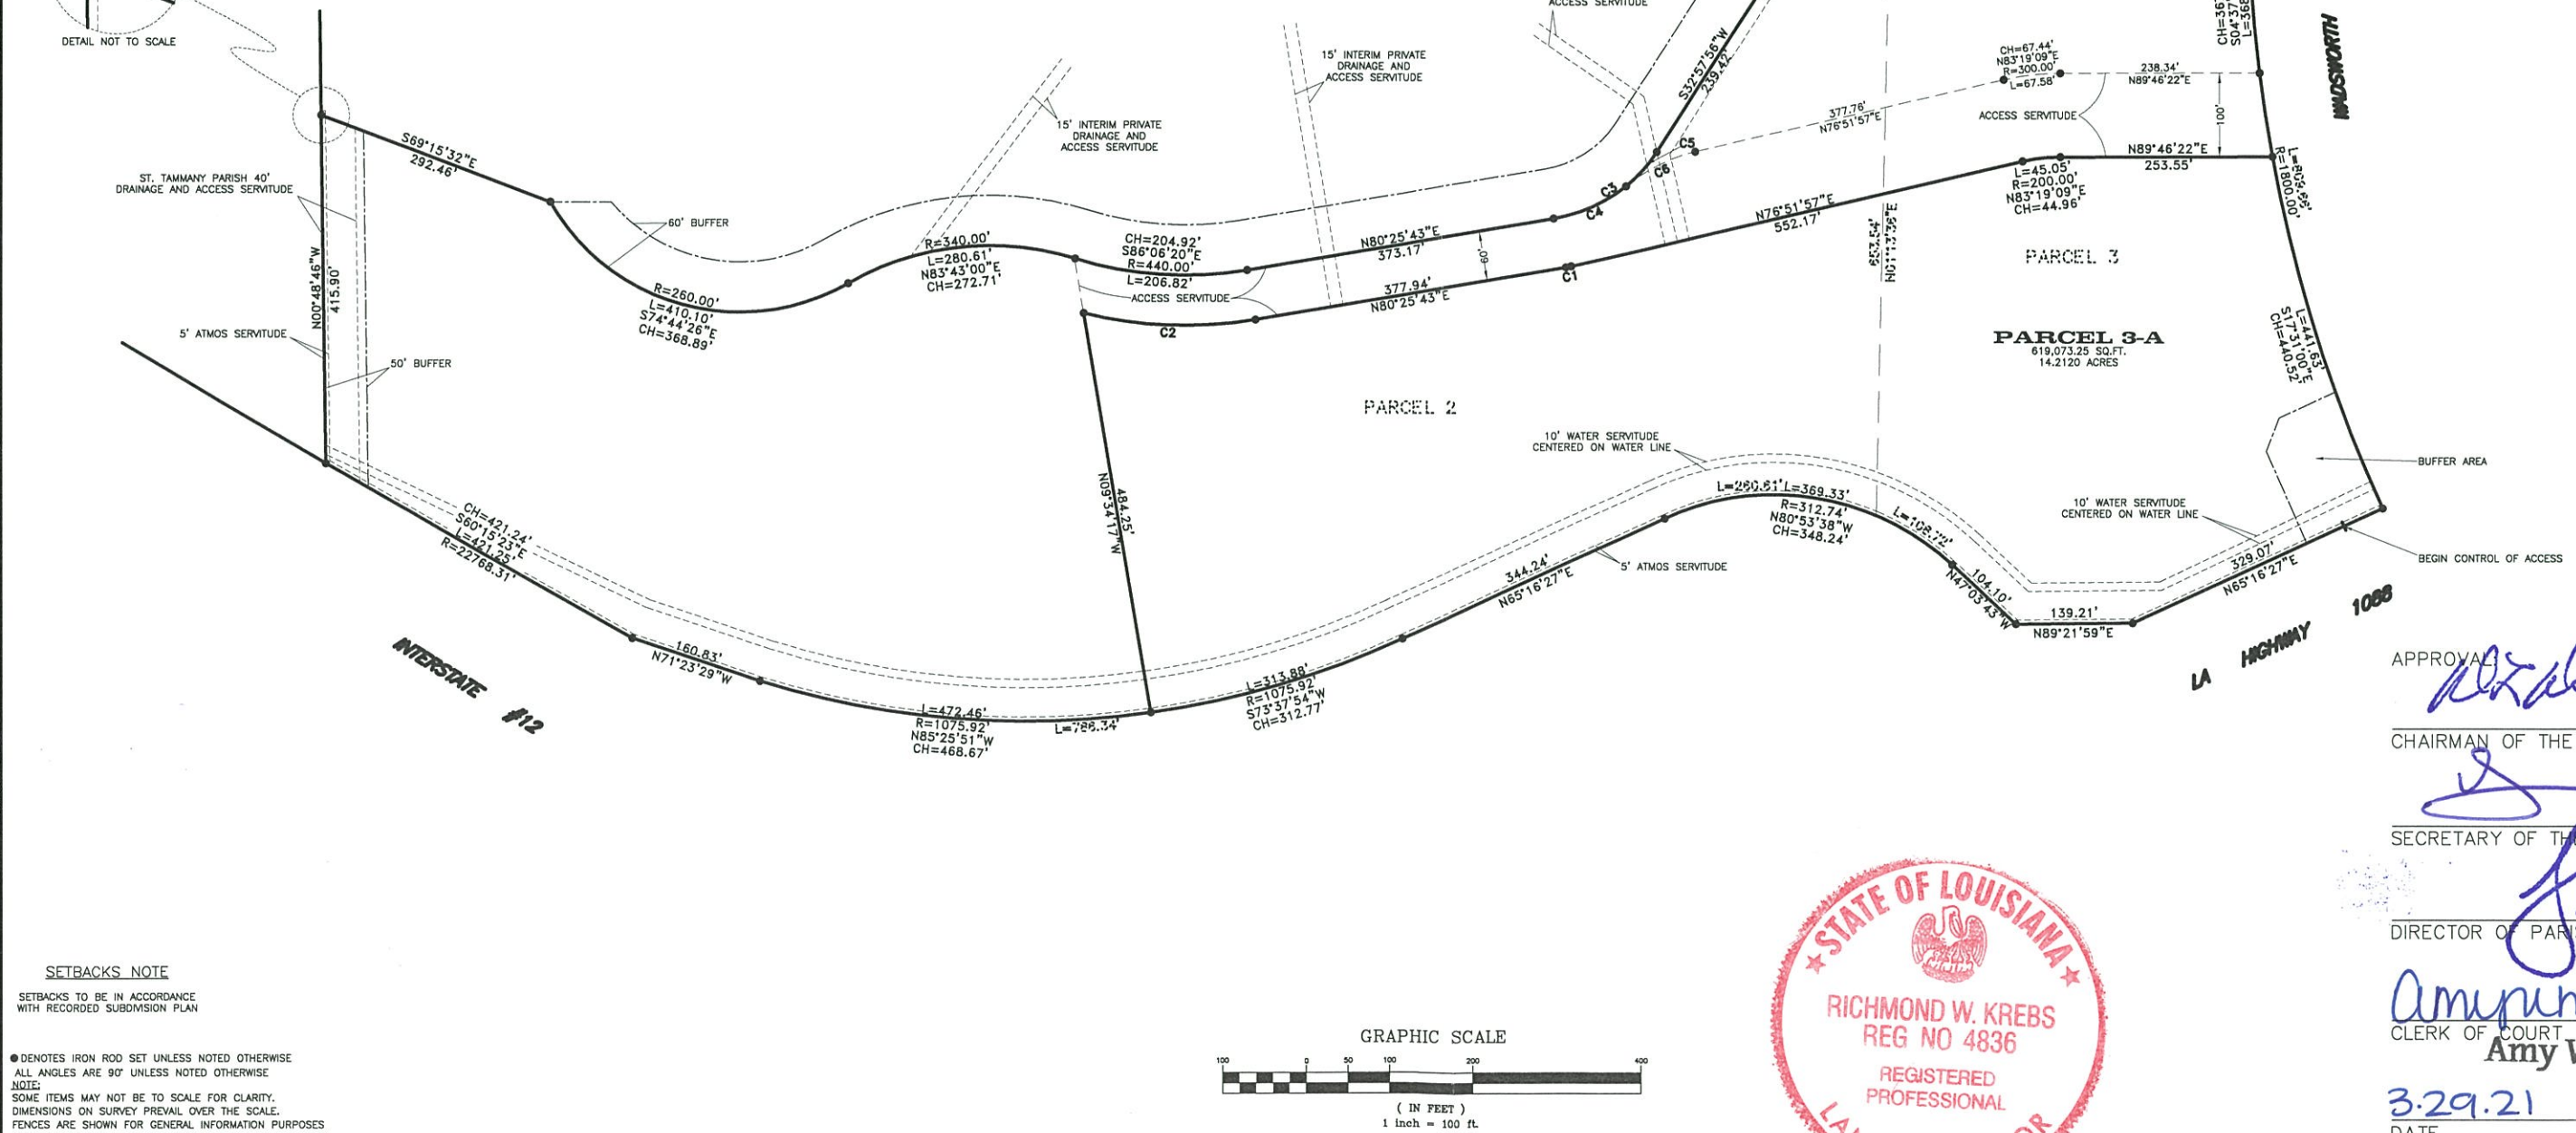 DETAIL NOT TO SCALE
ACCESS SERVITUDE
S32°57'56"W
239.42'
WADSWORTH
CH=67.44'
N83°19'09"E
R=300.00'
L=67.58'
238.34'
N89°46'22"E
100'
ACCESS SERVITUDE
377.76'
N76°51'57"E
15' INTERIM PRIVATE
DRAINAGE AND
ACCESS SERVITUDE
15' INTERIM PRIVATE
DRAINAGE AND
ACCESS SERVITUDE
S69°15'32"E
292.46'
ST. TAMMANY PARISH 40'
DRAINAGE AND ACCESS SERVITUDE
N00°48'46"W
415.90'
5' ATMOS SERVITUDE
50' BUFFER
60' BUFFER
R=260.00'
L=410.10'
S74°44'26"E
CH=368.89'
R=340.00'
L=280.61'
N83°43'00"E
CH=272.71'
CH=204.92'
S86°06'20"E
R=440.00'
L=206.82'
ACCESS SERVITUDE
C2
N80°25'43"E
373.17'
60'
377.94'
N80°25'43"E
C1
C3
C4
C5
C6
N76°51'57"E
552.17'
L=45.05'
R=200.00'
N83°19'09"E
CH=44.96'
N89°46'22"E
253.55'
R=1800.00'
653.54'
PARCEL 3
PARCEL 3-A
619,073.25 SQ.FT.
14.2120 ACRES
L=441.63'
S17°31'00"E
CH=440.52'
PARCEL 2
10' WATER SERVITUDE
CENTERED ON WATER LINE
BUFFER AREA
10' WATER SERVITUDE
CENTERED ON WATER LINE
BEGIN CONTROL OF ACCESS
329.07'
N65°16'27"E
L=260.61' L=369.33'
R=312.74'
N80°53'38"W
CH=348.24'
L=108.72'
104.10'
N47°03'43"W
139.21'
N89°21'59"E
5' ATMOS SERVITUDE
344.24'
N65°16'27"E
484.25'
N09°34'17"W
CH=421.24'
S60°15'23"E
L=421.25'
R=22768.31'
160.83'
N71°23'29"W
L=472.46'
R=1075.92'
N85°25'51"W
CH=468.67'
L=786.34'
L=313.88'
R=1075.92'
S73°37'54"W
CH=312.77'
INTERSTATE #12
LA HIGHWAY 1088
APPROVAL:
CHAIRMAN OF THE
SECRETARY OF TH
DIRECTOR OF PAR
CLERK OF COURT
Amy
3.29.21
DATE
SETBACKS NOTE
SETBACKS TO BE IN ACCORDANCE
WITH RECORDED SUBDIVISION PLAN
DENOTES IRON ROD SET UNLESS NOTED OTHERWISE
ALL ANGLES ARE 90° UNLESS NOTED OTHERWISE
NOTE:
SOME ITEMS MAY NOT BE TO SCALE FOR CLARITY.
DIMENSIONS ON SURVEY PREVAIL OVER THE SCALE.
FENCES ARE SHOWN FOR GENERAL INFORMATION PURPOSES
GRAPHIC SCALE
100 0 50 100 200 400
( IN FEET )
1 inch = 100 ft.
STATE OF LOUISIANA
RICHMOND W. KREBS
REG NO 4836
REGISTERED
PROFESSIONAL